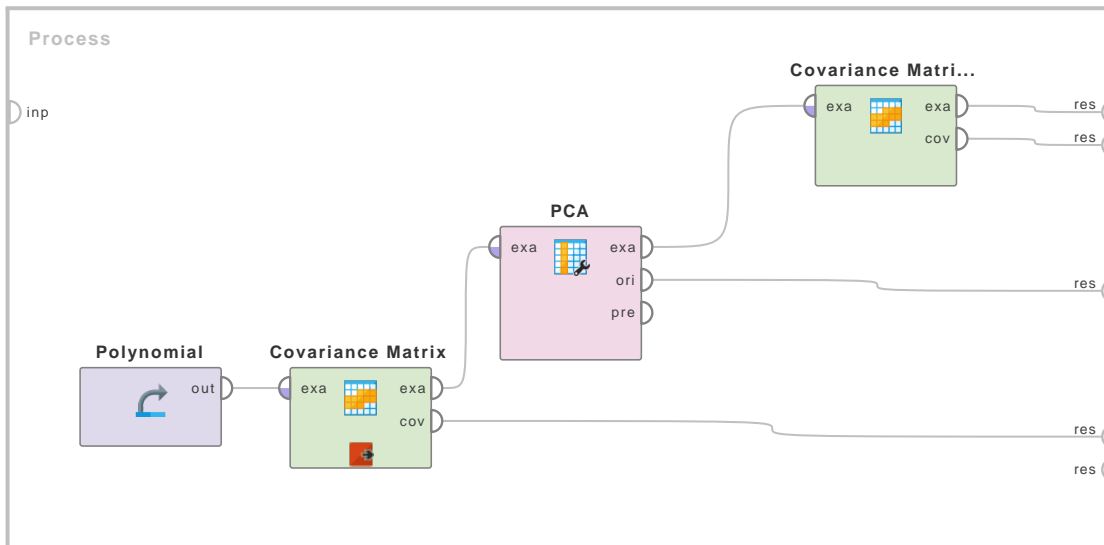 Process
inp
Covariance Matri...
exa exa res
cov res
PCA
exa exa
ori res
pre
Polynomial
out
Covariance Matrix
exa exa
cov
res
res